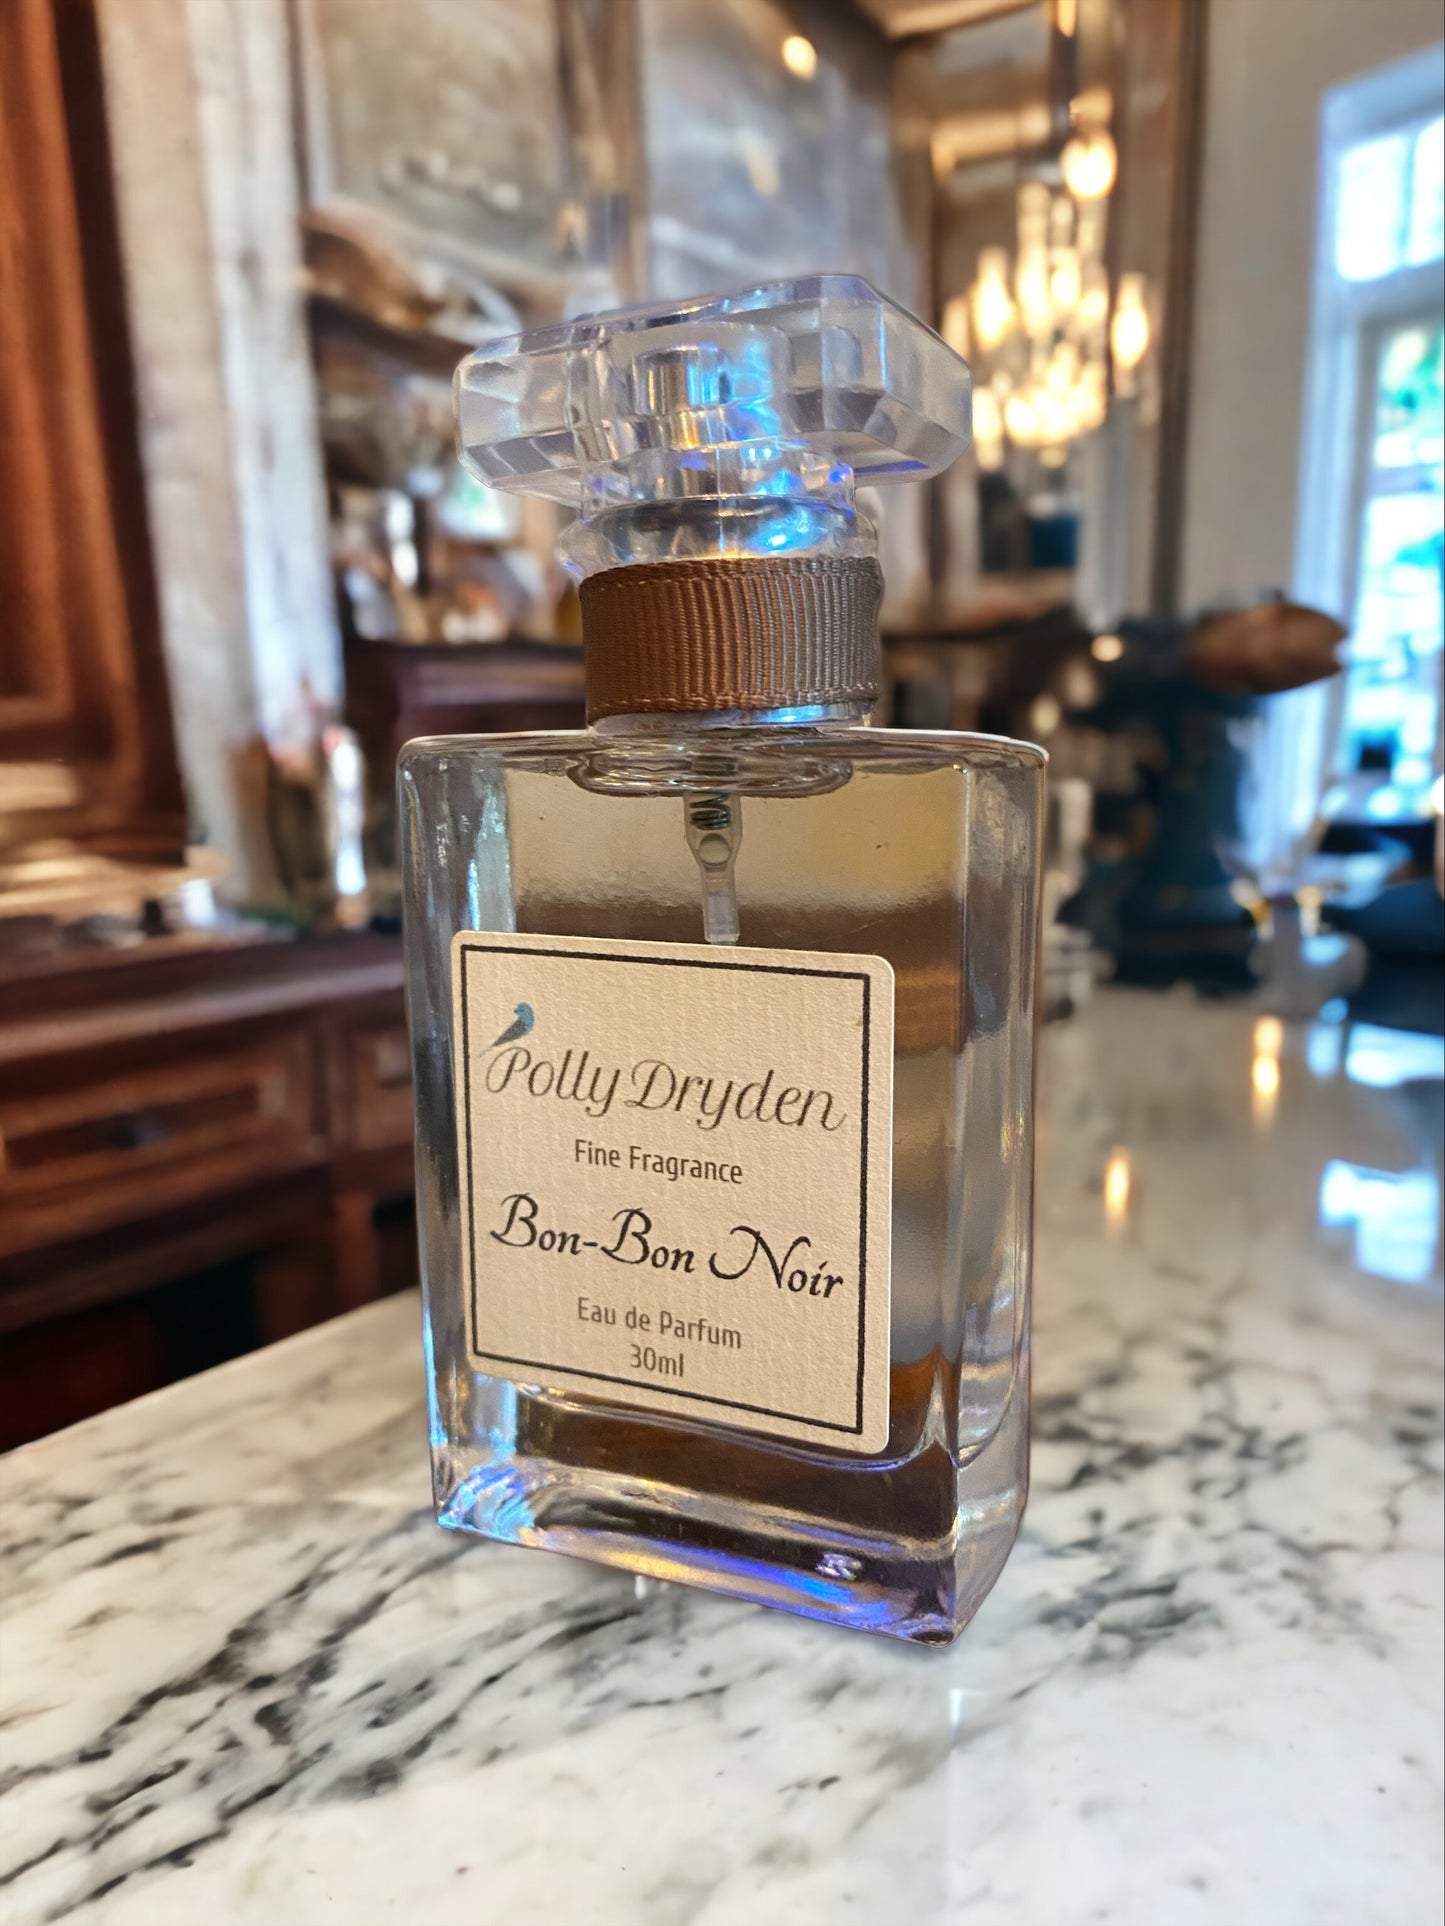 Polly Dryden
Fine Fragrance
Bon-Bon Noir
Eau de Parfum
30ml